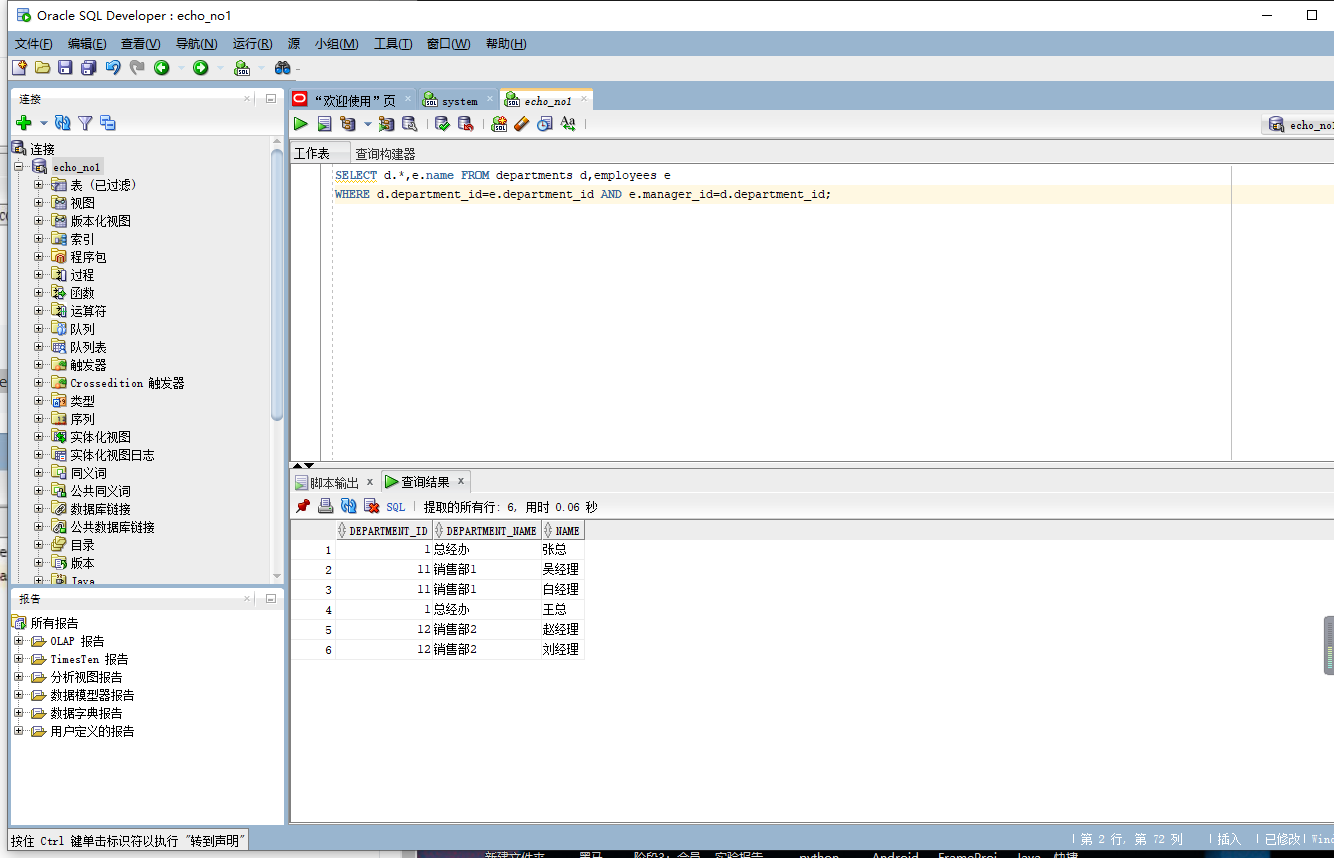 Oracle SQL Developer : echo_no1
文件(F) 编辑(E) 查看(V) 导航(N) 运行(R) 源 小组(M) 工具(T) 窗口(W) 帮助(H)
连接
连接
echo_no1
表 (已过滤)
视图
版本化视图
索引
程序包
过程
函数
运算符
队列
队列表
触发器
Crossedition 触发器
类型
序列
实体化视图
实体化视图日志
同义词
公共同义词
数据库链接
公共数据库链接
目录
版本
Java
报告
所有报告
OLAP 报告
TimesTen 报告
分析视图报告
数据模型器报告
数据字典报告
用户定义的报告
“欢迎使用”页 system echo_no1
echo_no1
工作表 查询构建器
SELECT d.*,e.name FROM departments d,employees e
WHERE d.department_id=e.department_id AND e.manager_id=d.department_id;
脚本输出 查询结果
SQL 提取的所有行: 6, 用时 0.06 秒
DEPARTMENT_ID DEPARTMENT_NAME NAME
1 1 总经办 张总
2 11 销售部1 吴经理
3 11 销售部1 白经理
4 1 总经办 王总
5 12 销售部2 赵经理
6 12 销售部2 刘经理
按住 Ctrl 键单击标识符以执行 "转到声明"
第 2 行, 第 72 列 插入 已修改